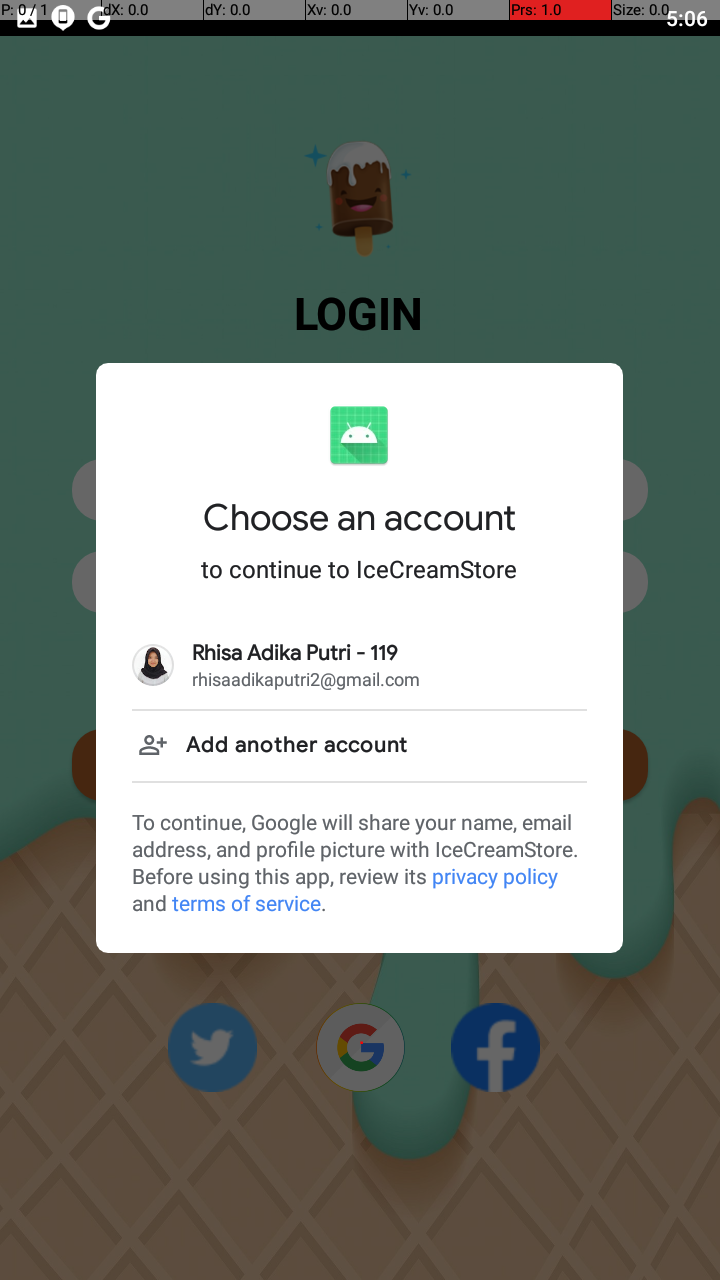 P: 0 / 1 dX: 0.0 dY: 0.0 Xv: 0.0 Yv: 0.0 Prs: 1.0 Size: 0.0
5:06
LOGIN
Choose an account
to continue to IceCreamStore
Rhisa Adika Putri - 119
rhisaadikaputri2@gmail.com
Add another account
To continue, Google will share your name, email
address, and profile picture with IceCreamStore.
Before using this app, review its privacy policy
and terms of service.